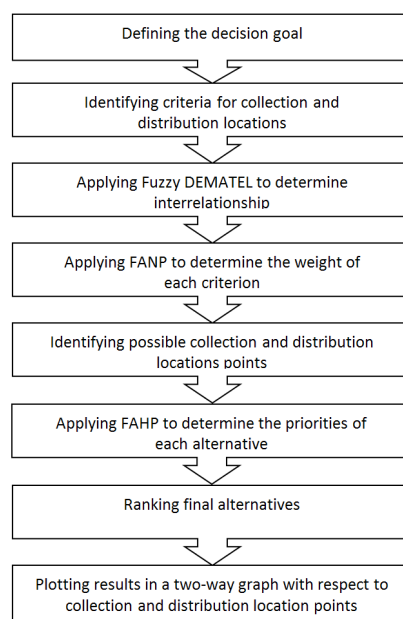 Defining the decision goal
Identifying criteria for collection and
distribution locations
Applying Fuzzy DEMATEL to determine
interrelationship
Applying FANP to determine the weight of
each criterion
Identifying possible collection and distribution
locations points
Applying FAHP to determine the priorities of
each alternative
Ranking final alternatives
Plotting results in a two-way graph with respect to
collection and distribution location points